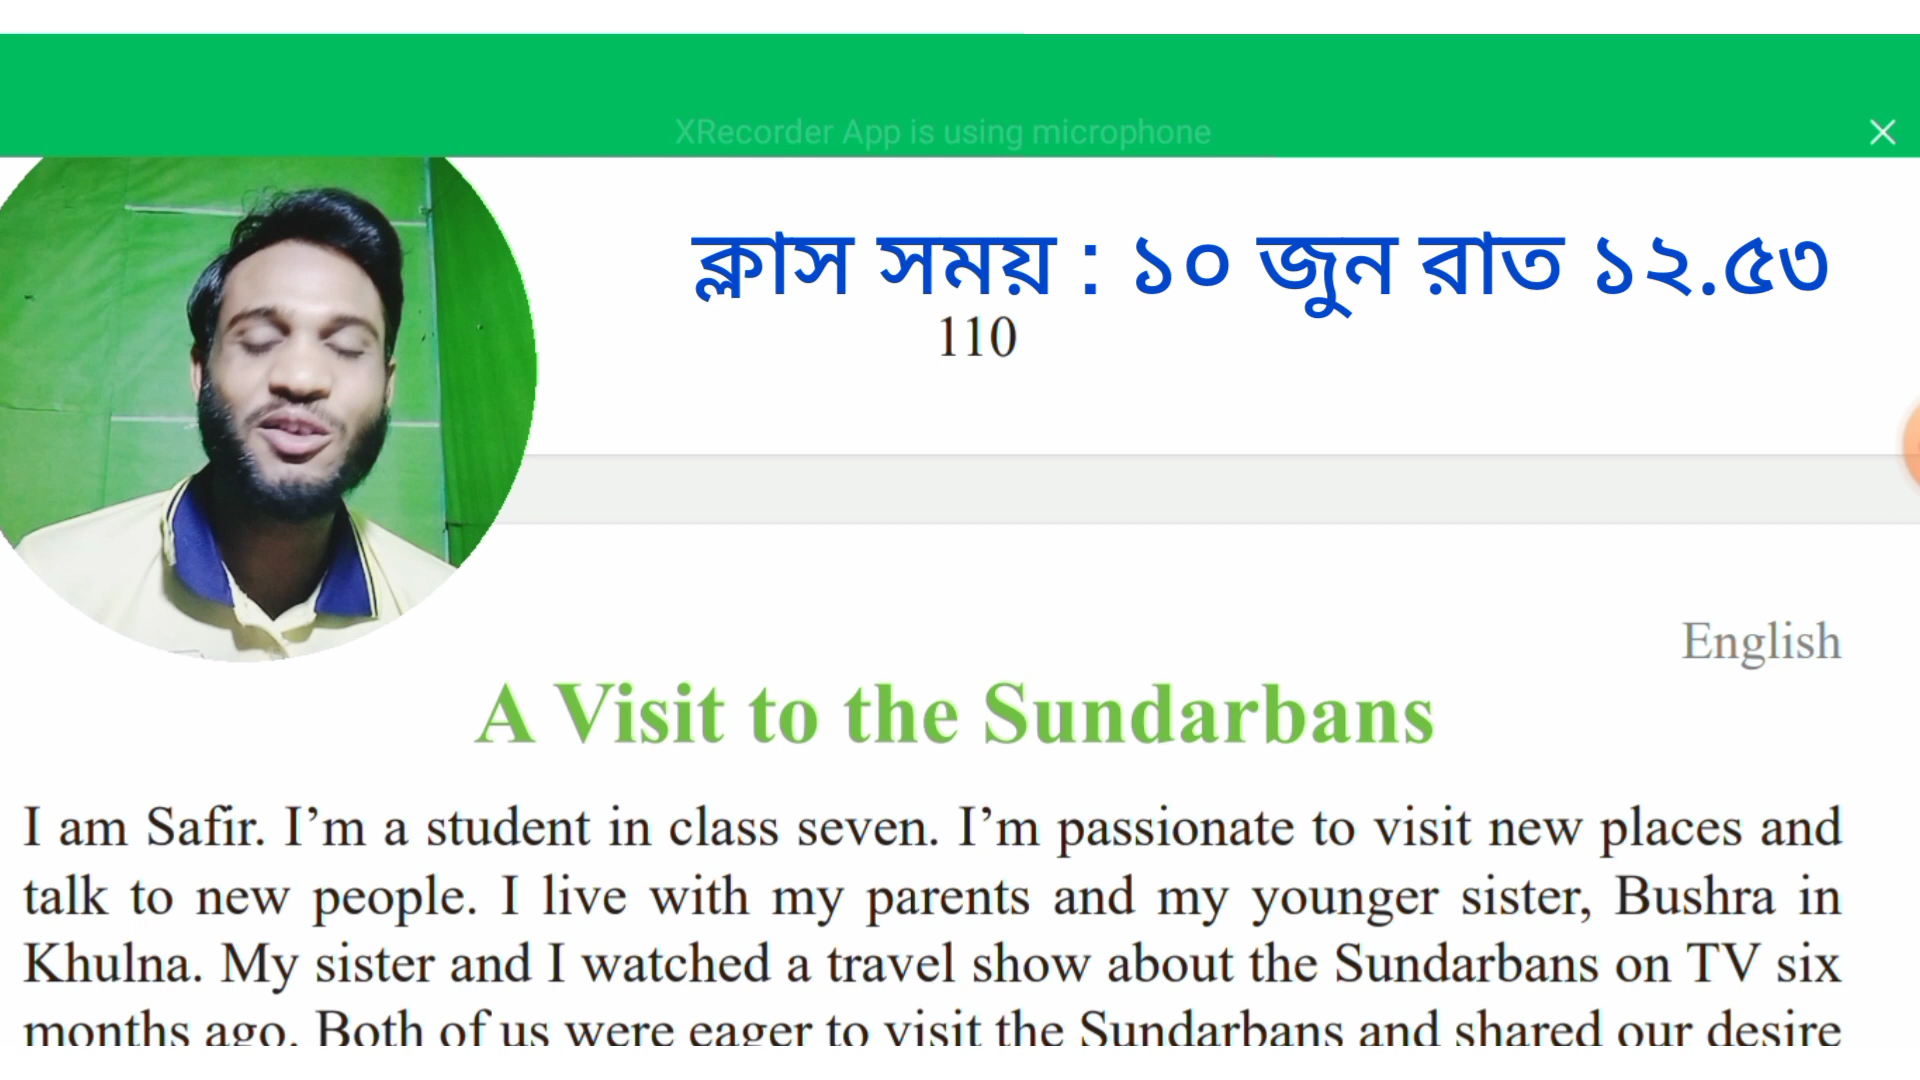 XRecorder App is using microphone
ক্লাস সময় : ১০ জুন রাত ১২.৫৩
110
English
A Visit to the Sundarbans
I am Safir. I’m a student in class seven. I’m passionate to visit new places and
talk to new people. I live with my parents and my younger sister, Bushra in
Khulna. My sister and I watched a travel show about the Sundarbans on TV six
months ago. Both of us were eager to visit the Sundarbans and shared our desire